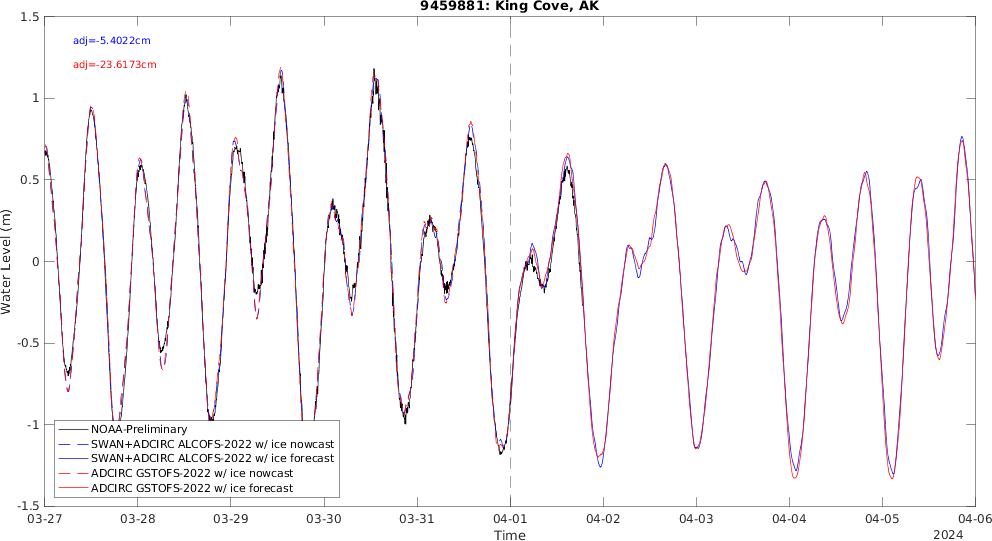 9459881: King Cove, AK
adj=-5.4022cm
adj=-23.6173cm
Water Level (m)
1.5
1
0.5
0
-0.5
-1
-1.5
NOAA-Preliminary
SWAN+ADCIRC ALCOFS-2022 w/ ice nowcast
SWAN+ADCIRC ALCOFS-2022 w/ ice forecast
ADCIRC GSTOFS-2022 w/ ice nowcast
ADCIRC GSTOFS-2022 w/ ice forecast
03-27 03-28 03-29 03-30 03-31 04-01 04-02 04-03 04-04 04-05 04-06
Time
2024